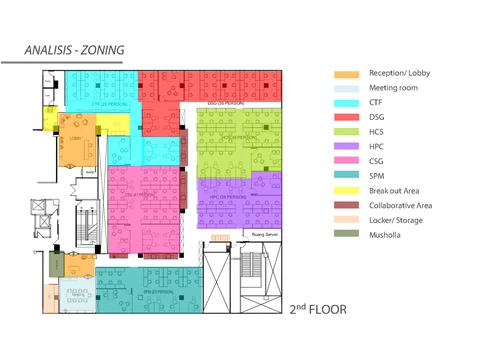 ANALISIS - ZONING
Reception/ Lobby
Meeting room
CTF
DSG
HCS
HPC
CSG
SPM
Break out Area
Collaborative Area
Locker/ Storage
Musholla
CTF (25 PERSON)
DSG (35 PERSON)
LOBBY
HPC (35 PERSON)
Ruang Server
2nd FLOOR